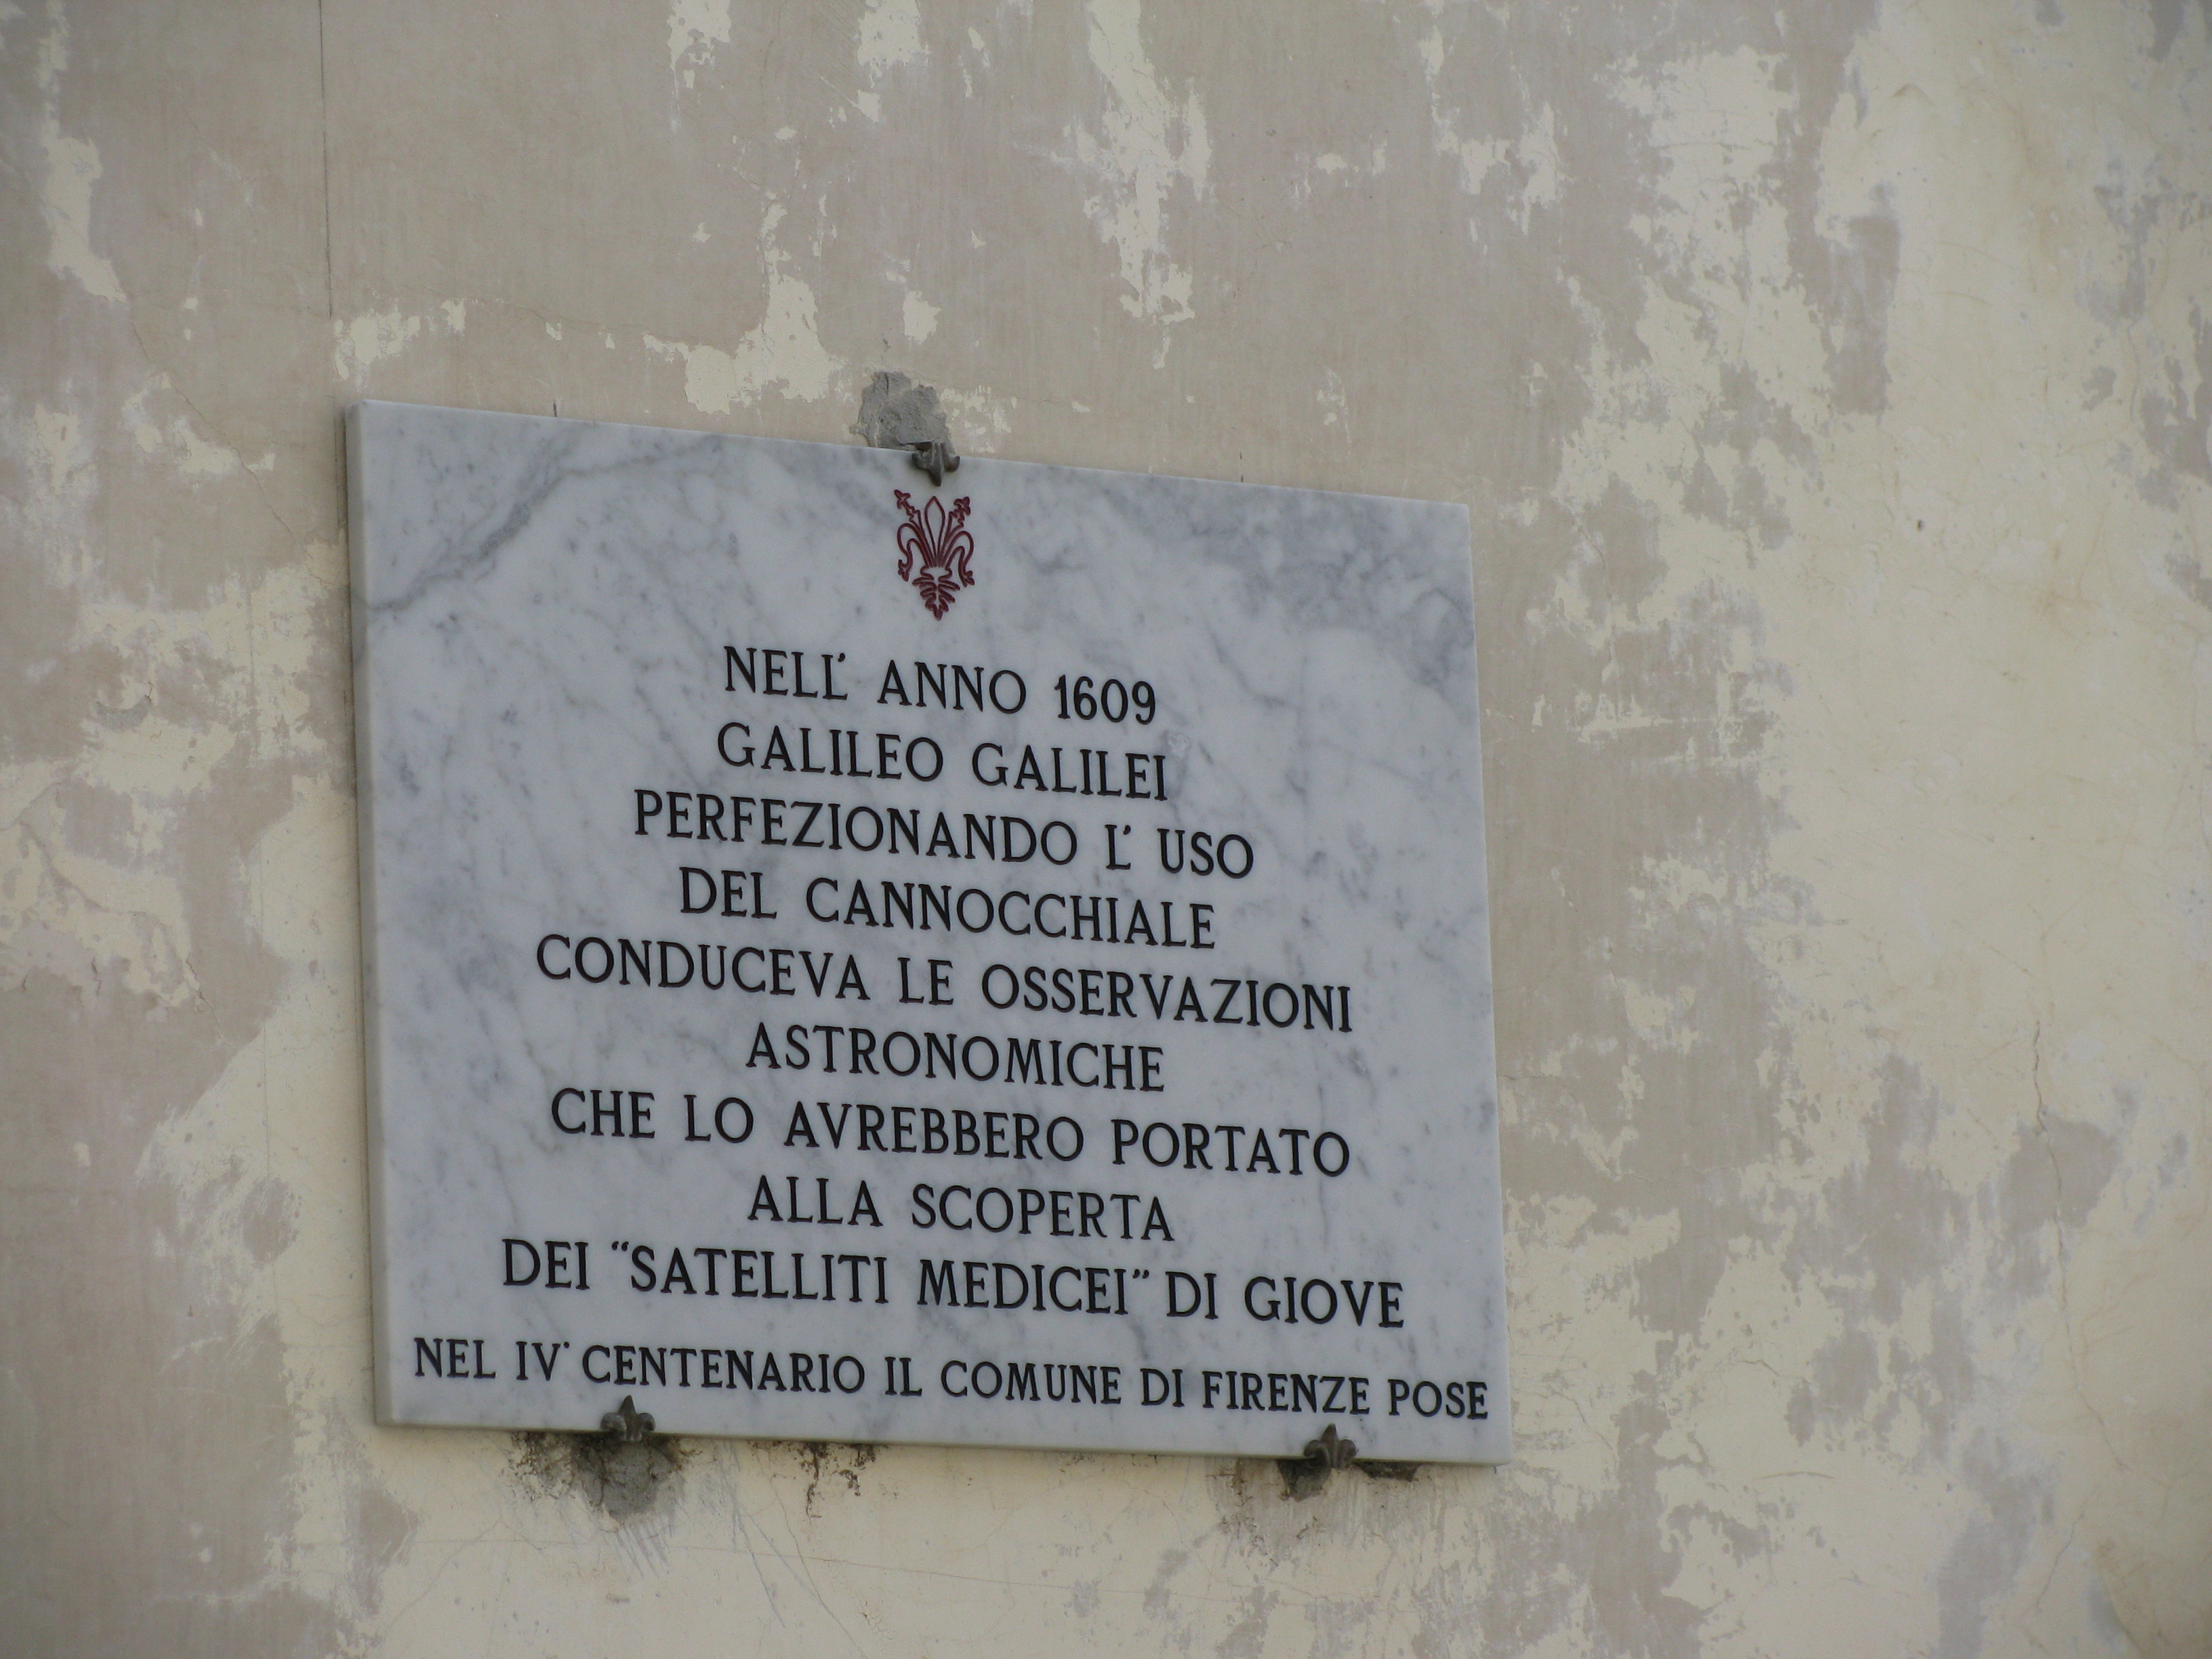 NELL' ANNO 1609
GALILEO GALILEI
PERFEZIONANDO L' USO
DEL CANNOCCHIALE
CONDUCEVA LE OSSERVAZIONI
ASTRONOMICHE
CHE LO AVREBBERO PORTATO
ALLA SCOPERTA
DEI “SATELLITI MEDICEI” DI GIOVE
NEL IV° CENTENARIO IL COMUNE DI FIRENZE POSE